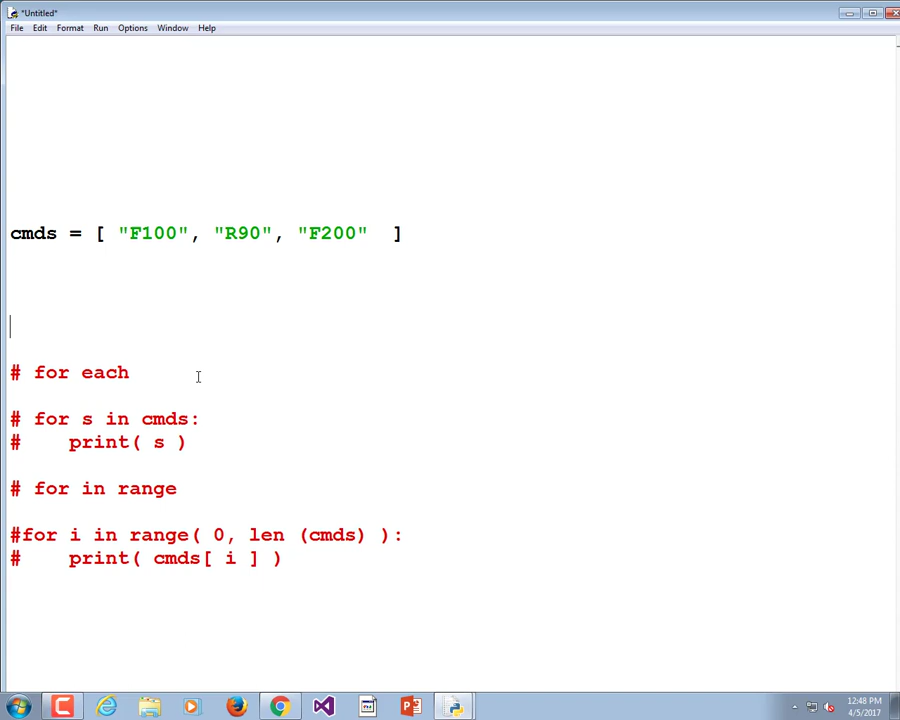 *Untitled*
File Edit Format Run Options Window Help
cmds = [ "F100", "R90", "F200"  ]
# for each
# for s in cmds:
#    print( s )
# for in range
#for i in range( 0, len (cmds) ):
#    print( cmds[ i ] )
12:48 PM
4/5/2017